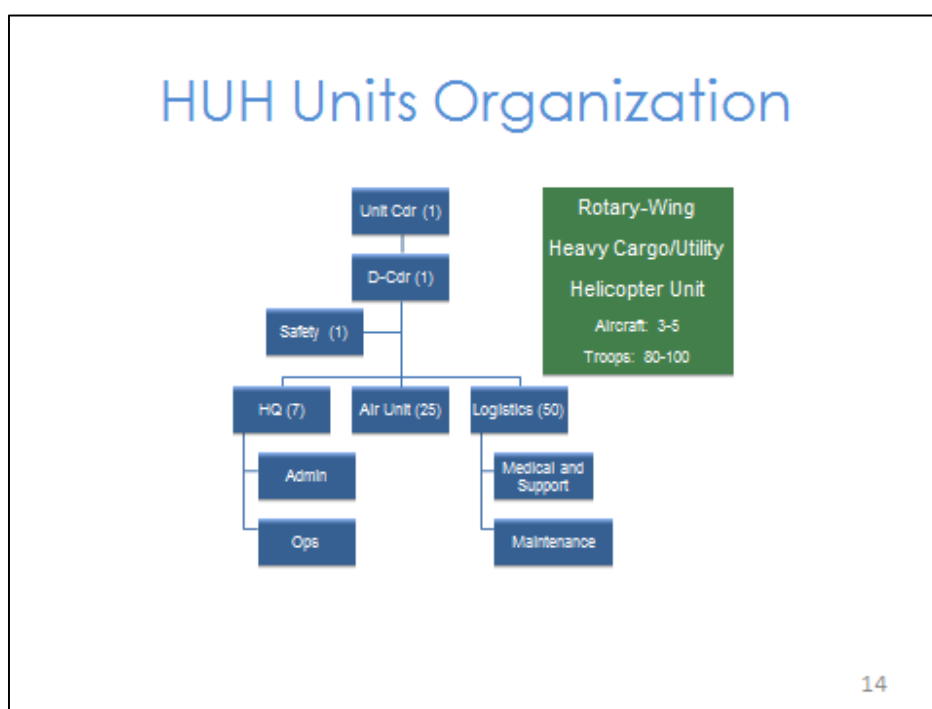 HUH Units Organization
Unit Cdr (1)
D-Cdr (1)
Safety (1)
HQ (7)
Air Unit (25)
Logistics (50)
Admin
Medical and
Support
Ops
Maintenance
Rotary-Wing
Heavy Cargo/Utility
Helicopter Unit
Aircraft: 3-5
Troops: 80-100
14